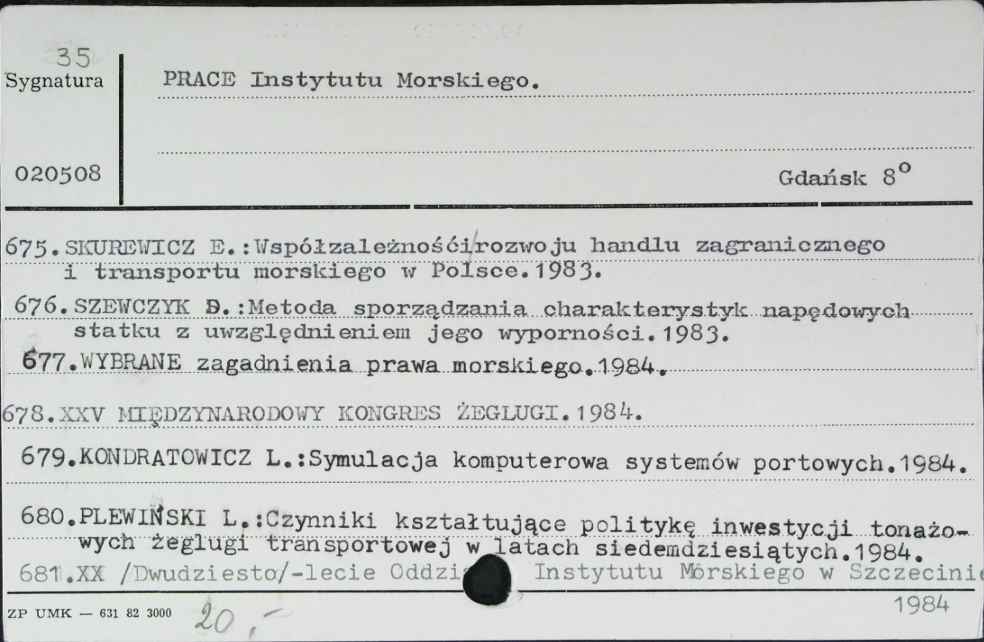 35
Sygnatura
PRACE Instytutu Morskiego.
020508
Gdańsk 8°
675. SKUREWICZ E.:Współzależności/rozwoju handlu zagranicznego
i transportu morskiego w Polsce.1983.
676. SZEWCZYK B.:Metoda sporządzania charakterystyk napędowych
statku z uwzględnieniem jego wyporności.1983.
677.WYBRANE zagadnienia prawa morskiego.1984.
678.XXV MIĘDZYNARODOWY KONGRES ŻEGLUGI.1984.
679.KONDRATOWICZ L.:Symulacja komputerowa systemów portowych.1984.
680.PLEWIŃSKI L.:Czynniki kształtujące politykę inwestycji tonażo-
wych żeglugi transportowej w latach siedemdziesiątych.1984.
681.XX /Dwudziesto/-lecie Oddzi Instytutu Morskiego w Szczecinie
1984
ZP UMK — 631 82 3000
20,-